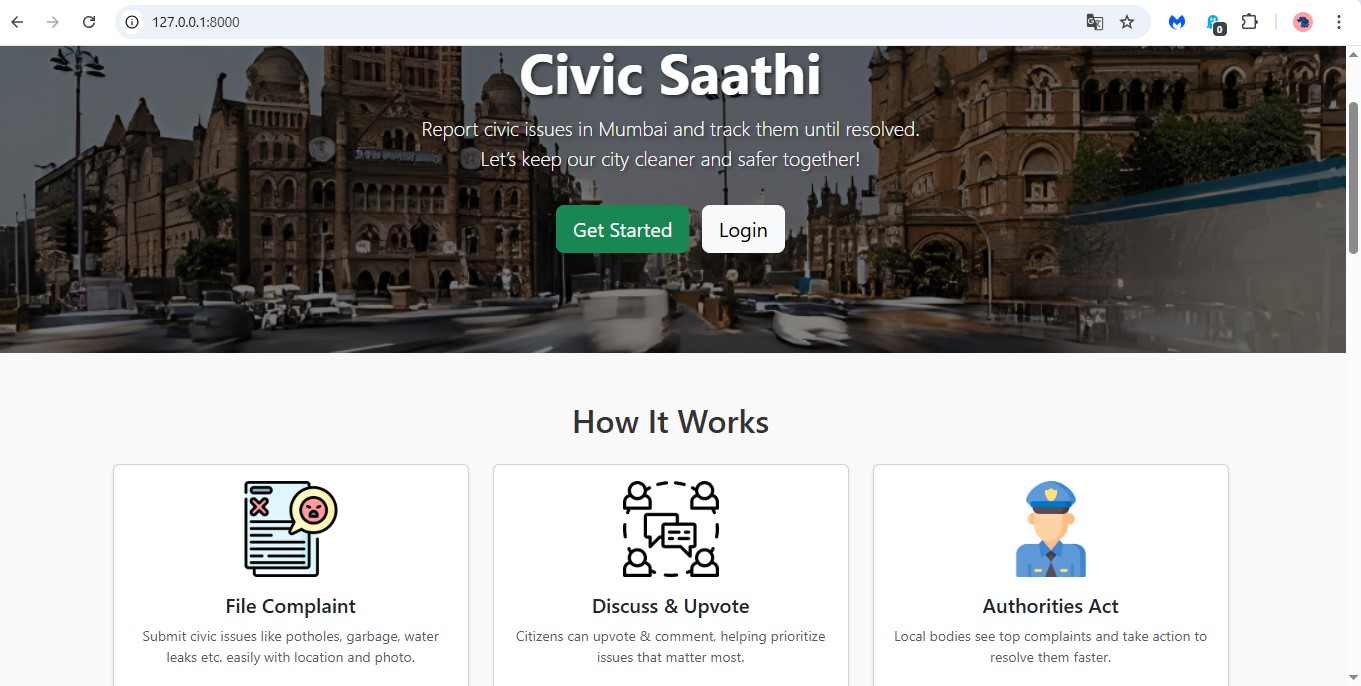 127.0.0.1:8000
0
Civic Saathi
Report civic issues in Mumbai and track them until resolved.
Let's keep our city cleaner and safer together!
Get Started
Login
How It Works
File Complaint
Submit civic issues like potholes, garbage, water
leaks etc. easily with location and photo.
Discuss & Upvote
Citizens can upvote & comment, helping prioritize
issues that matter most.
Authorities Act
Local bodies see top complaints and take action to
resolve them faster.